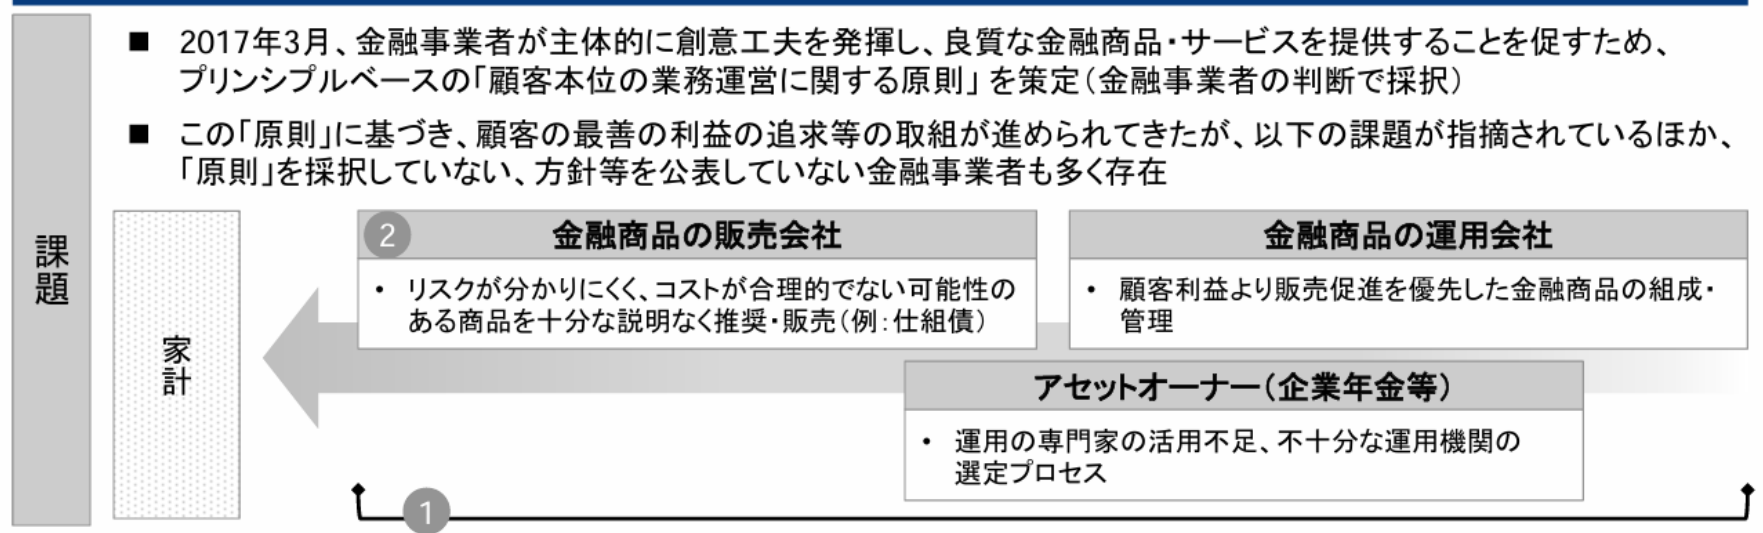 ■ 2017年3月、金融事業者が主体的に創意工夫を発揮し、良質な金融商品・サービスを提供することを促すため、
プリンシプルベースの「顧客本位の業務運営に関する原則」を策定（金融事業者の判断で採択）
■ この「原則」に基づき、顧客の最善の利益の追求等の取組が進められてきたが、以下の課題が指摘されているほか、
「原則」を採択していない、方針等を公表していない金融事業者も多く存在
課題
家計
2 金融商品の販売会社
• リスクが分かりにくく、コストが合理的でない可能性の
ある商品を十分な説明なく推奨・販売（例：仕組債）
金融商品の運用会社
• 顧客利益より販売促進を優先した金融商品の組成・
管理
アセットオーナー（企業年金等）
• 運用の専門家の活用不足、不十分な運用機関の
選定プロセス
1